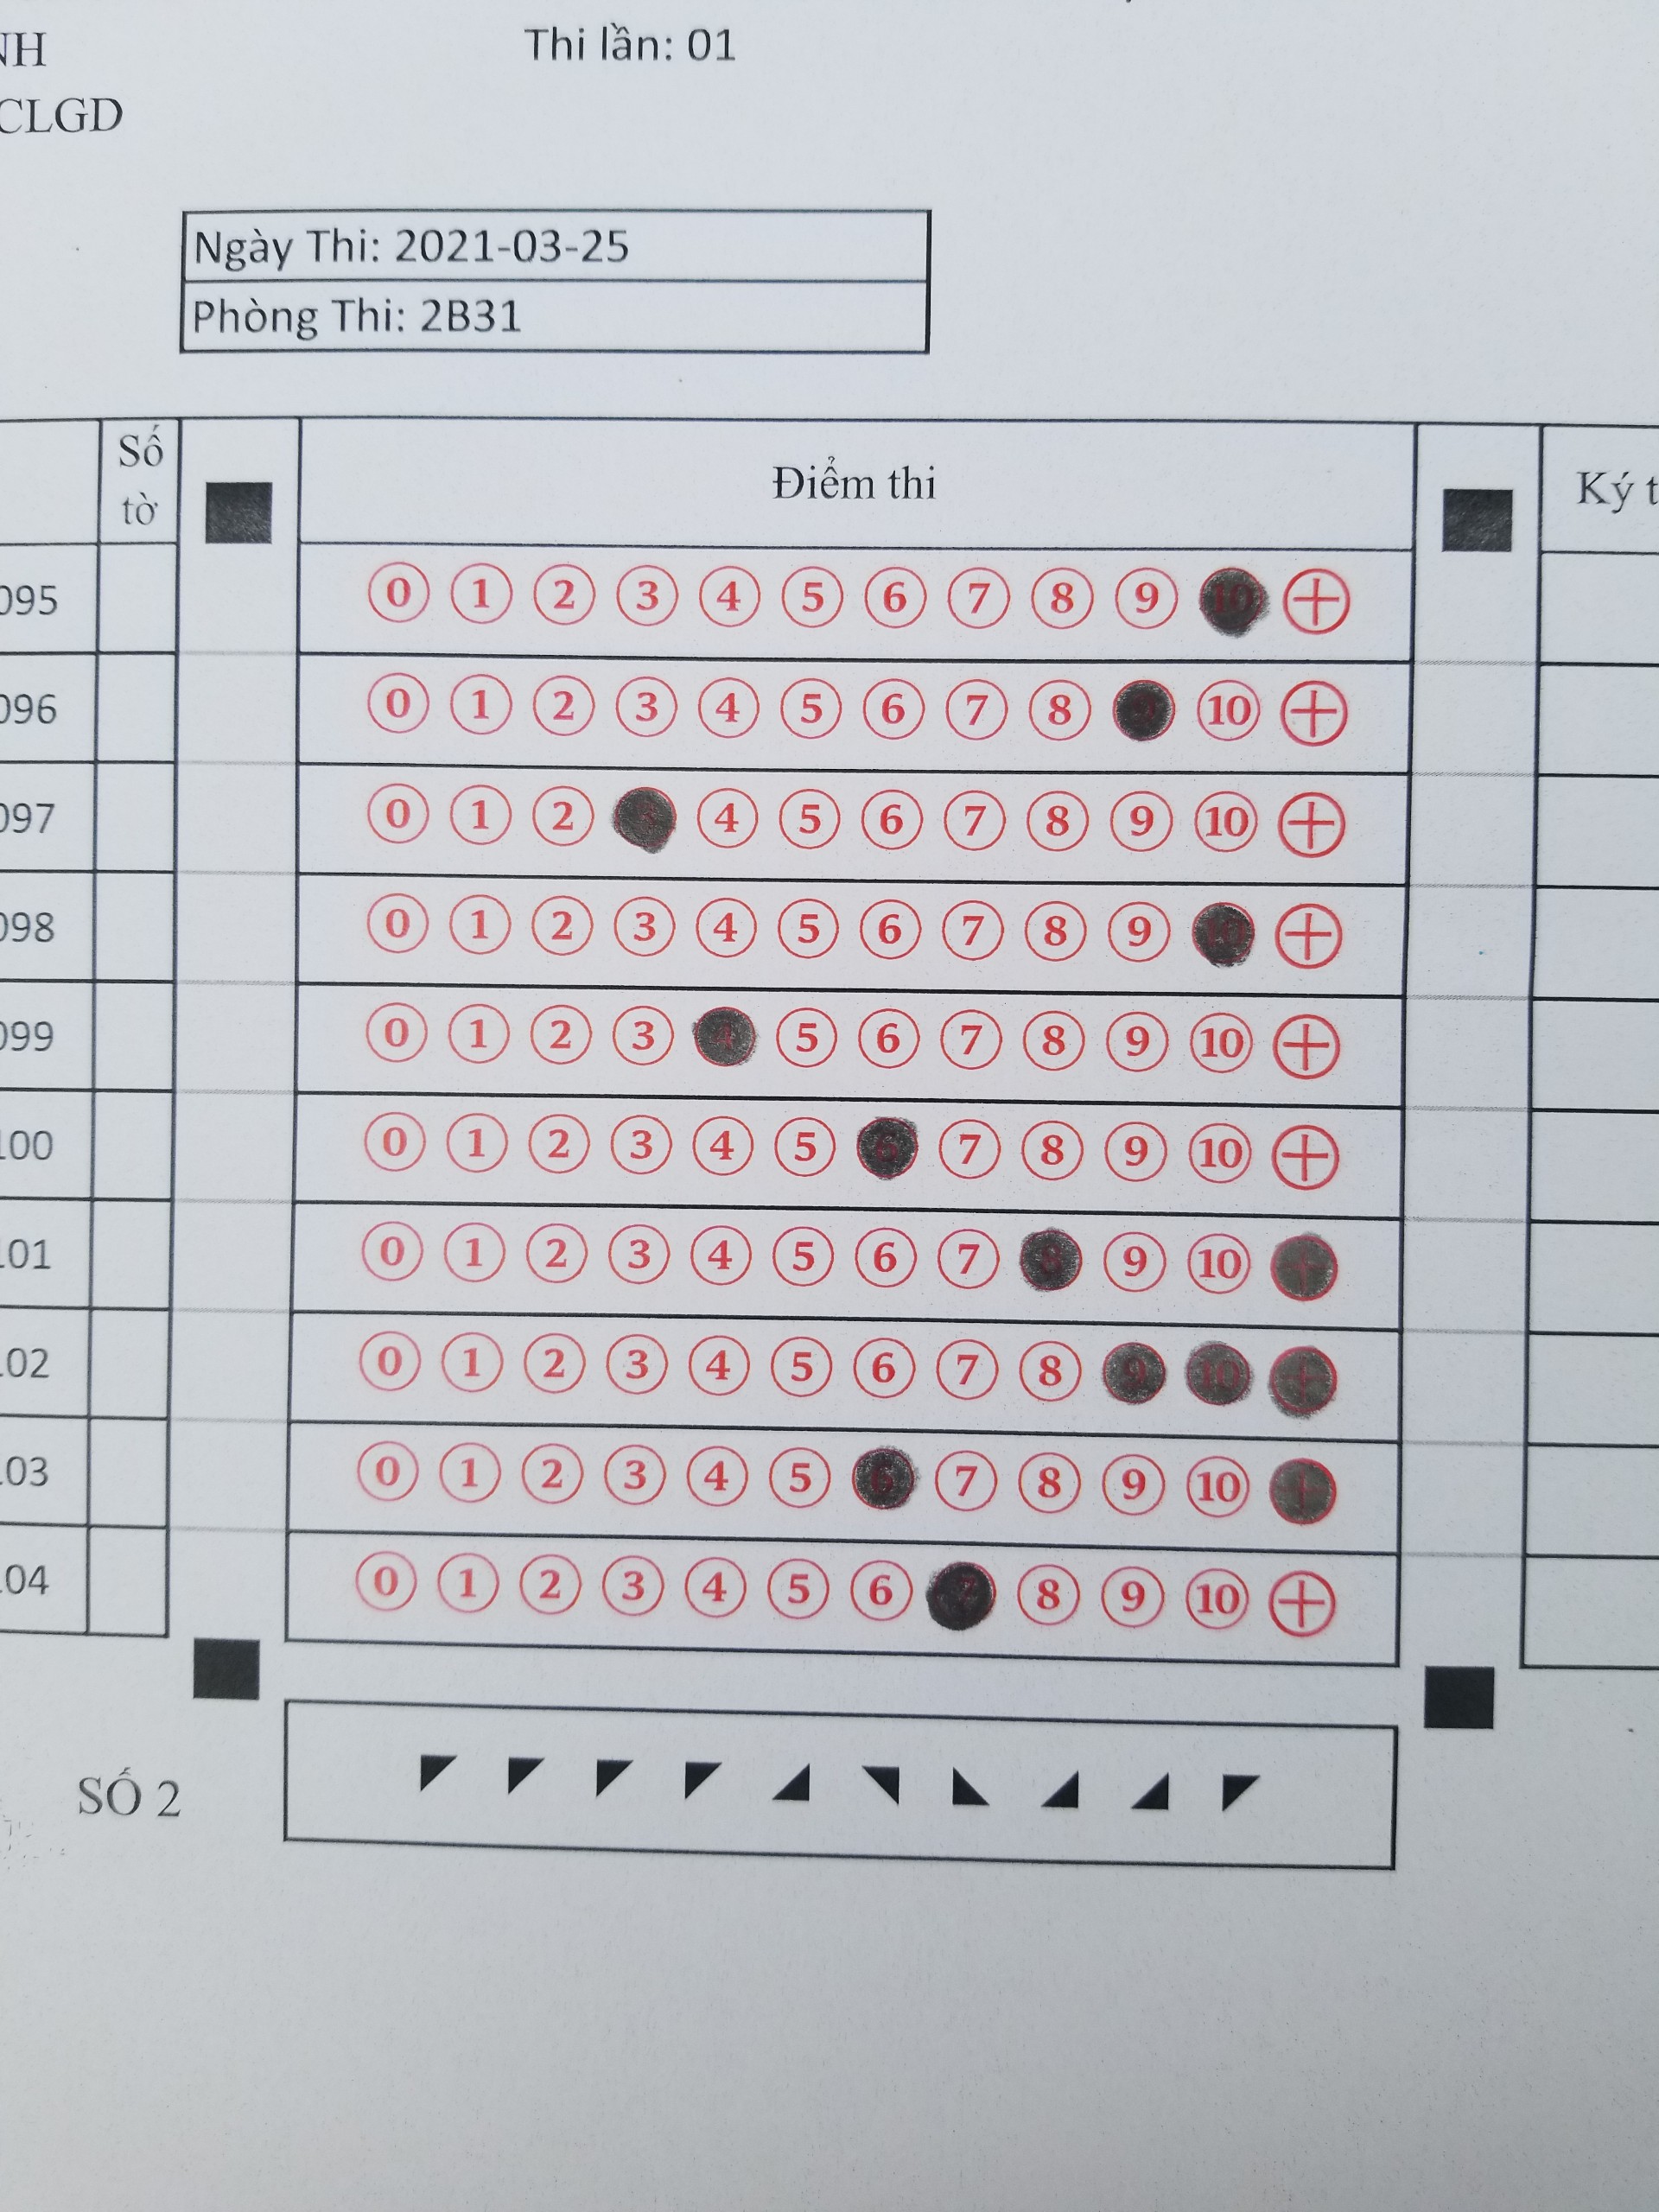 NH
Thi lần: 01
CLGD
Ngày Thi: 2021-03-25
Phòng Thi: 2B31
Số tờ Điểm thi Ký t
095 0 1 2 3 4 5 6 7 8 9 10 +
096 0 1 2 3 4 5 6 7 8 9 10 +
097 0 1 2 3 4 5 6 7 8 9 10 +
098 0 1 2 3 4 5 6 7 8 9 10 +
099 0 1 2 3 4 5 6 7 8 9 10 +
100 0 1 2 3 4 5 6 7 8 9 10 +
101 0 1 2 3 4 5 6 7 8 9 10 +
102 0 1 2 3 4 5 6 7 8 9 10 +
103 0 1 2 3 4 5 6 7 8 9 10 +
104 0 1 2 3 4 5 6 7 8 9 10 +
SỐ 2